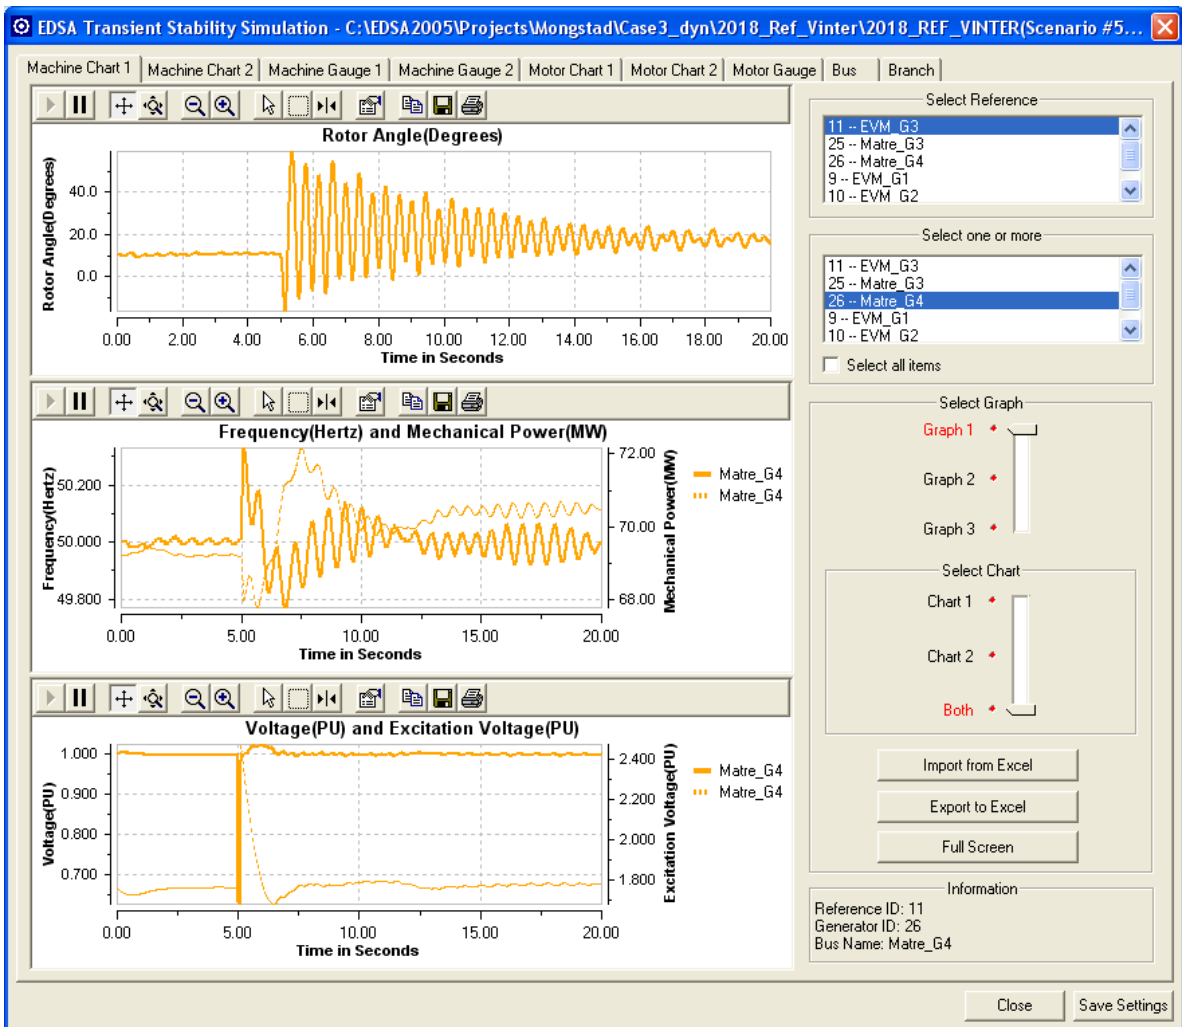 EDSA Transient Stability Simulation - C:\EDSA2005\Projects\Mongstad\Case3_dyn\2018_Ref_Vinter\2018_REF_VINTER(Scenario #5...
Machine Chart 1 Machine Chart 2 Machine Gauge 1 Machine Gauge 2 Motor Chart 1 Motor Chart 2 Motor Gauge Bus Branch
Rotor Angle(Degrees)
Rotor Angle(Degrees)
40.0
20.0
0.0
0.00 2.00 4.00 6.00 8.00 10.00 12.00 14.00 16.00 18.00 20.00
Time in Seconds
Frequency(Hertz) and Mechanical Power(MW)
Frequency(Hertz)
50.200
50.000
49.800
72.00
70.00
68.00
Mechanical Power(MW)
Matre_G4
Matre_G4
0.00 5.00 10.00 15.00 20.00
Time in Seconds
Voltage(PU) and Excitation Voltage(PU)
Voltage(PU)
1.000
0.900
0.800
0.700
2.400
2.200
2.000
1.800
Excitation Voltage(PU)
Matre_G4
Matre_G4
0.00 5.00 10.00 15.00 20.00
Time in Seconds
Select Reference
11 -- EVM_G3
25 -- Matre_G3
26 -- Matre_G4
9 -- EVM_G1
10 -- EVM_G2
Select one or more
11 -- EVM_G3
25 -- Matre_G3
26 -- Matre_G4
9 -- EVM_G1
10 -- EVM_G2
Select all items
Select Graph
Graph 1
Graph 2
Graph 3
Select Chart
Chart 1
Chart 2
Both
Import from Excel
Export to Excel
Full Screen
Information
Reference ID: 11
Generator ID: 26
Bus Name: Matre_G4
Close Save Settings